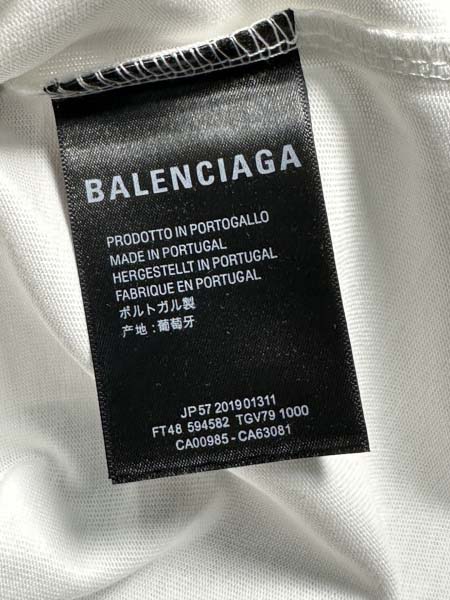 BALENCIAGA
PRODOTTO IN PORTOGALLO
MADE IN PORTUGAL
HERGESTELLT IN PORTUGAL
FABRIQUE EN PORTUGAL
ポルトガル製
产地:葡萄牙
JP57 201901311
FT48 594582 TGV79 1000
CA00985-CA63081